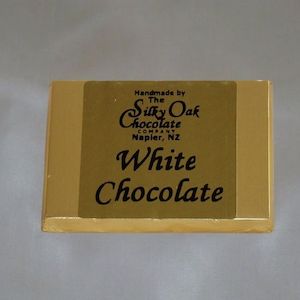 Handmade by
The
Silky Oak
Chocolate
COMPANY
Napier, NZ
White
Chocolate